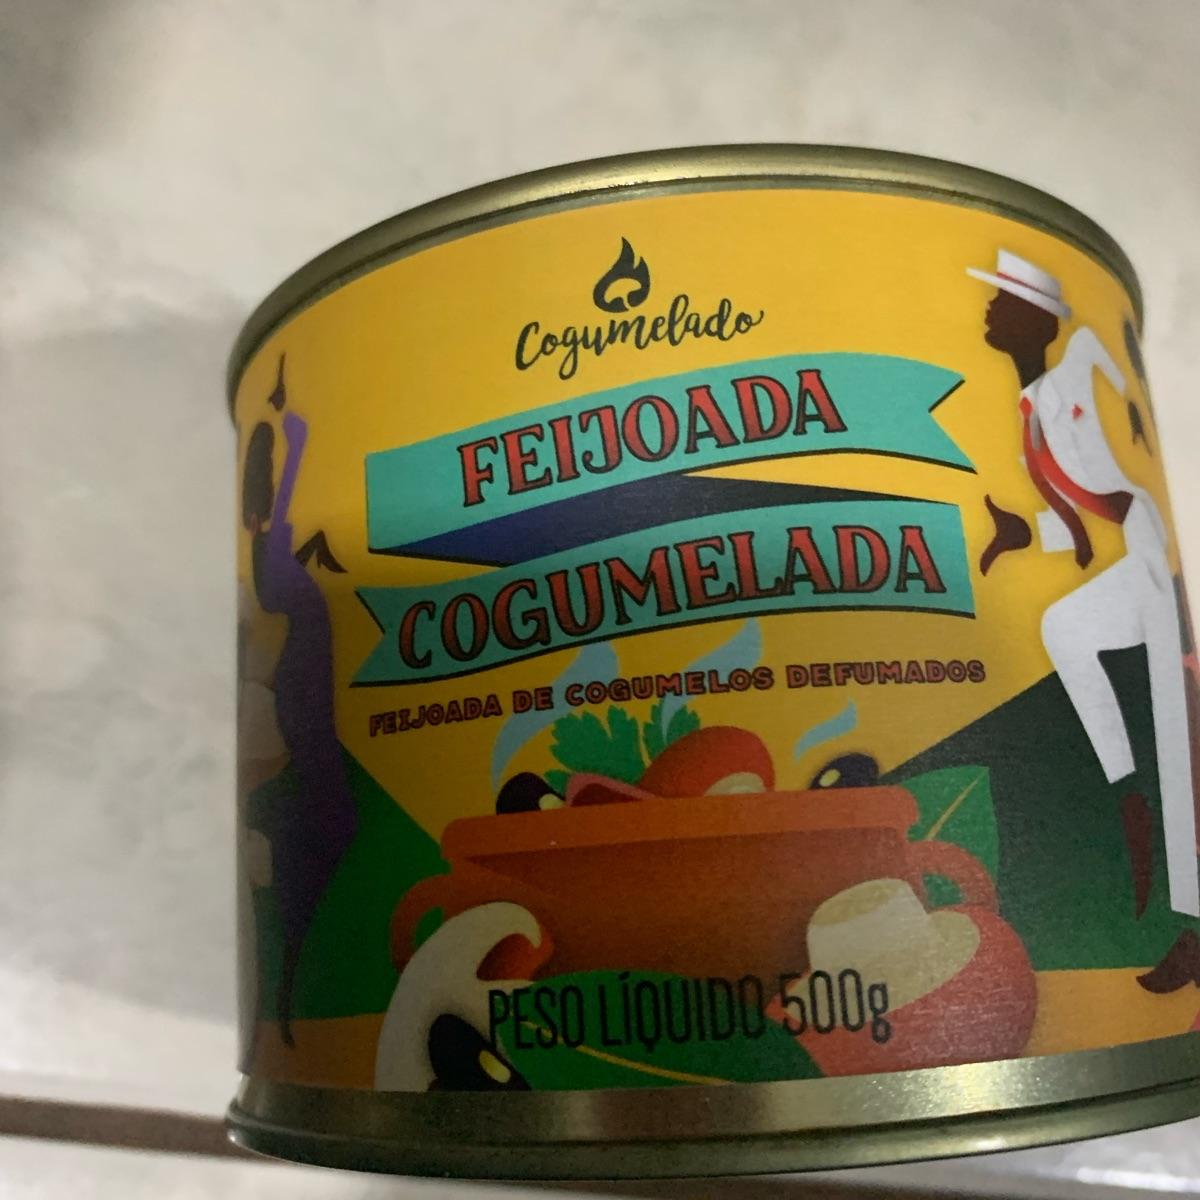 Cogumelado
FEIJOADA
COGUMELADA
FEIJOADA DE COGUMELOS DEFUMADOS
PESO LÍQUIDO 500g